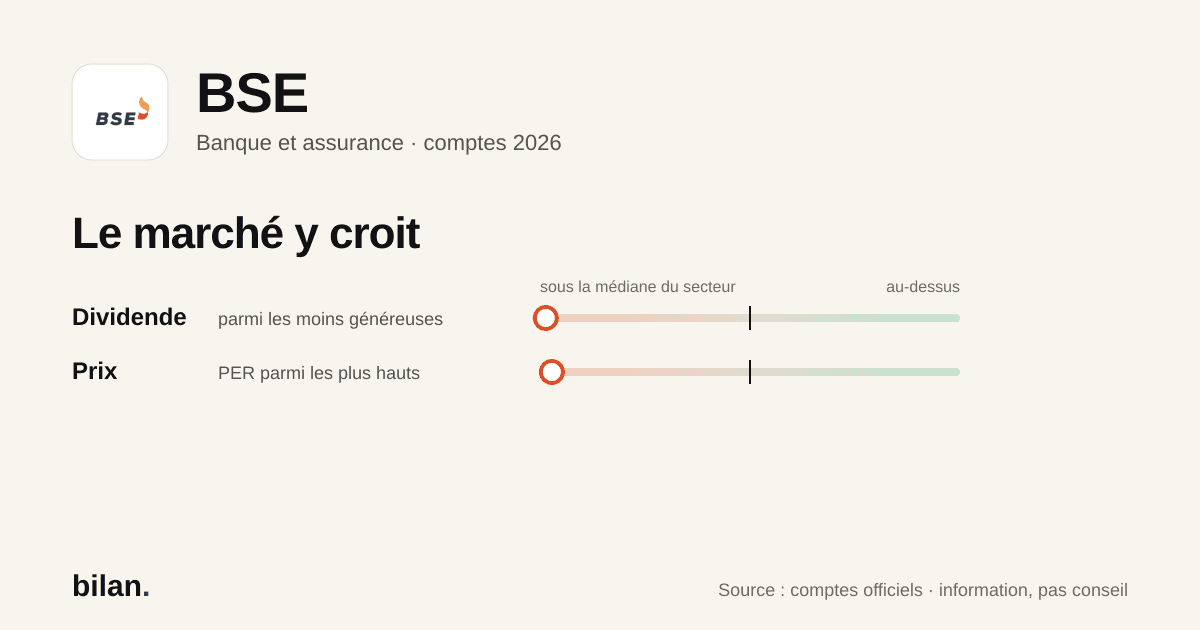 BSE
BSE
Banque et assurance · comptes 2026
Le marché y croit
sous la médiane du secteur au-dessus
Dividende parmi les moins généreuses
Prix PER parmi les plus hauts
bilan.
Source : comptes officiels · information, pas conseil